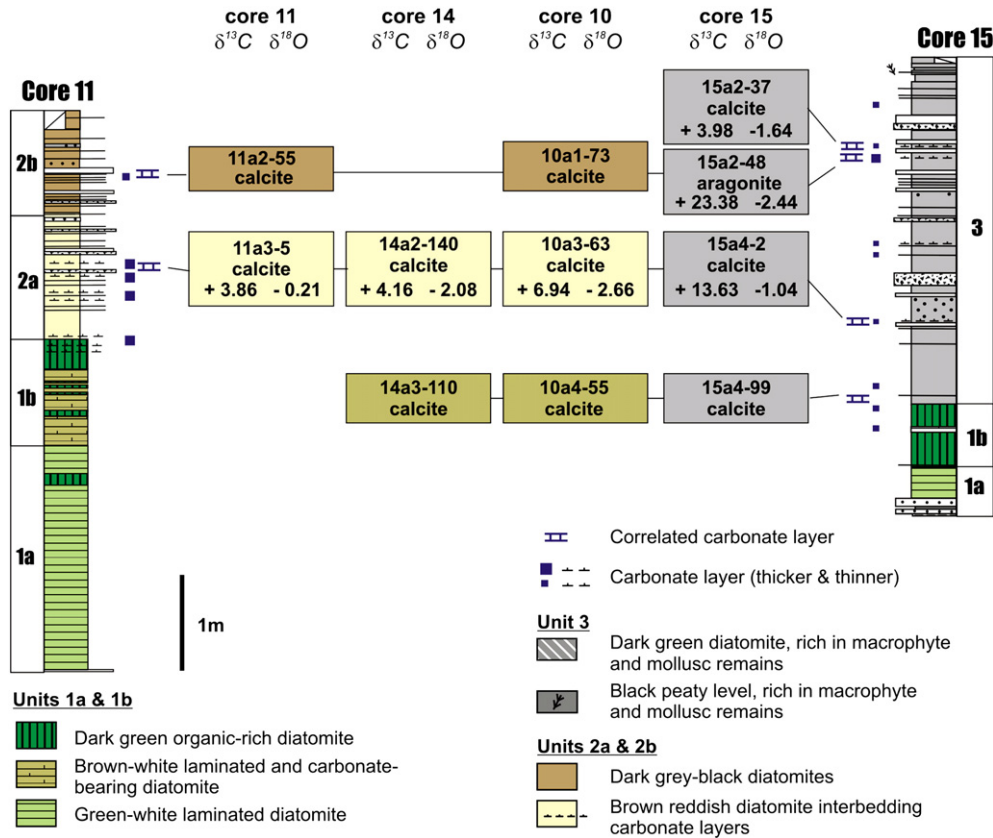 core 11
δ¹³C δ¹⁸O
core 14
δ¹³C δ¹⁸O
core 10
δ¹³C δ¹⁸O
core 15
δ¹³C δ¹⁸O
Core 11
2b
2a
1b
1a
Core 15
3
1b
1a
11a2-55
calcite
10a1-73
calcite
15a2-37
calcite
+ 3.98 -1.64
15a2-48
aragonite
+ 23.38 -2.44
11a3-5
calcite
+ 3.86 - 0.21
14a2-140
calcite
+ 4.16 - 2.08
10a3-63
calcite
+ 6.94 - 2.66
15a4-2
calcite
+ 13.63 -1.04
14a3-110
calcite
10a4-55
calcite
15a4-99
calcite
1m
Units 1a & 1b
Dark green organic-rich diatomite
Brown-white laminated and carbonate-
bearing diatomite
Green-white laminated diatomite
Correlated carbonate layer
Carbonate layer (thicker & thinner)
Unit 3
Dark green diatomite, rich in macrophyte
and mollusc remains
Black peaty level, rich in macrophyte
and mollusc remains
Units 2a & 2b
Dark grey-black diatomites
Brown reddish diatomite interbedding
carbonate layers